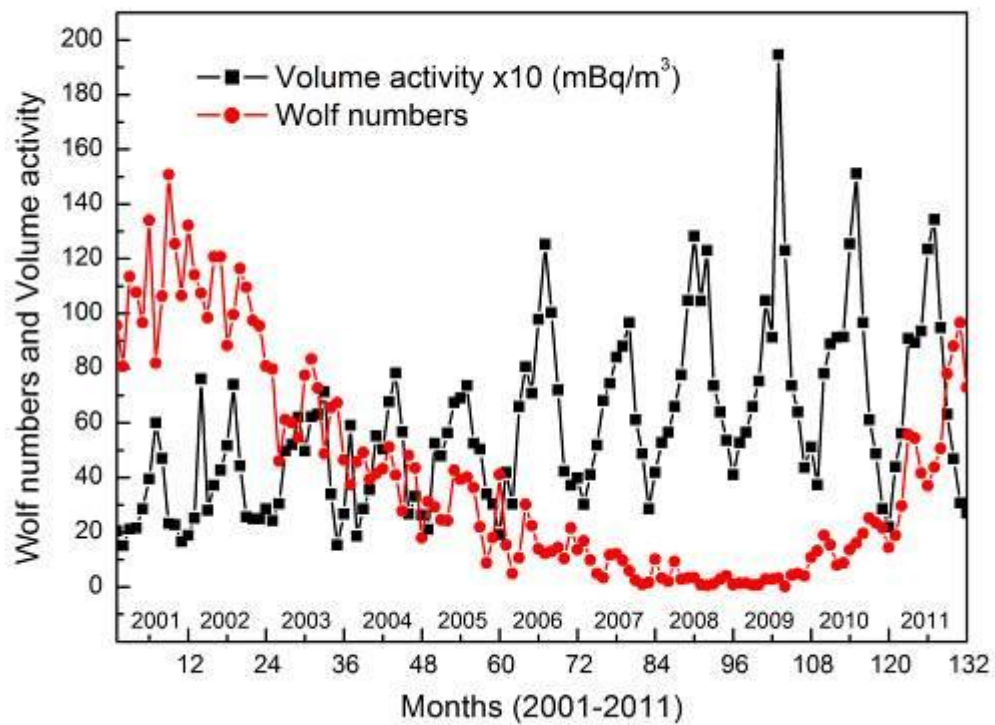 200
180
160
140
120
100
80
60
40
20
0
Wolf numbers and Volume activity
Volume activity x10 (mBq/m³)
Wolf numbers
2001 2002 2003 2004 2005 2006 2007 2008 2009 2010 2011
12 24 36 48 60 72 84 96 108 120 132
Months (2001-2011)